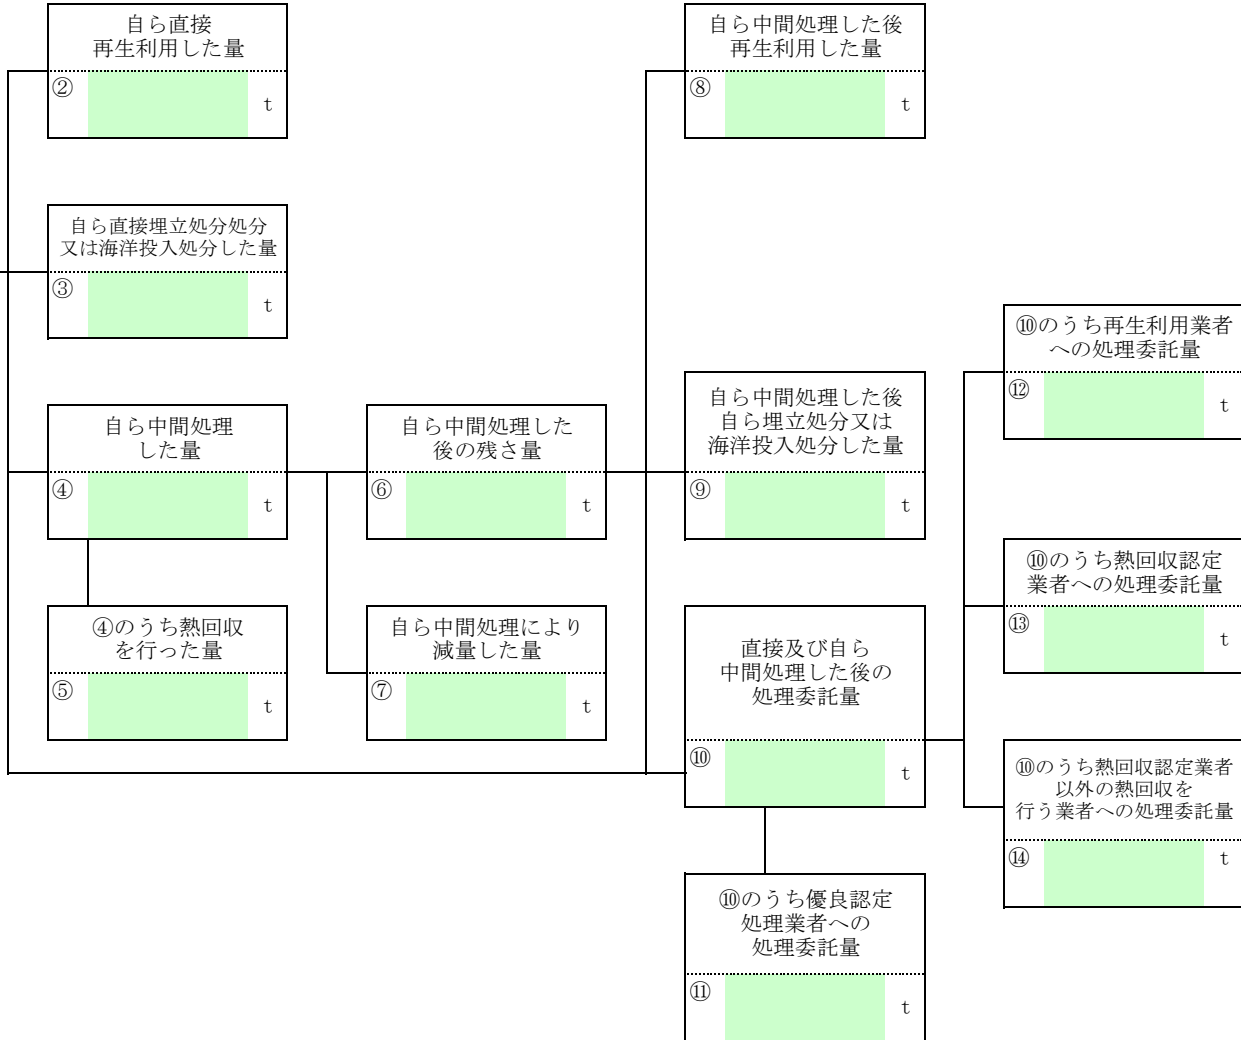 自ら直接
再生利用した量
② t
自ら中間処理した後
再生利用した量
⑧ t
自ら直接埋立処分処分
又は海洋投入処分した量
③ t
⑩のうち再生利用業者
への処理委託量
⑫ t
自ら中間処理
した量
④ t
自ら中間処理した
後の残さ量
⑥ t
自ら中間処理した後
自ら埋立処分又は
海洋投入処分した量
⑨ t
⑩のうち熱回収認定
業者への処理委託量
⑬ t
④のうち熱回収
を行った量
⑤ t
自ら中間処理により
減量した量
⑦ t
直接及び自ら
中間処理した後の
処理委託量
⑩ t
⑩のうち熱回収認定業者
以外の熱回収を
行う業者への処理委託量
⑭ t
⑩のうち優良認定
処理業者への
処理委託量
⑪ t